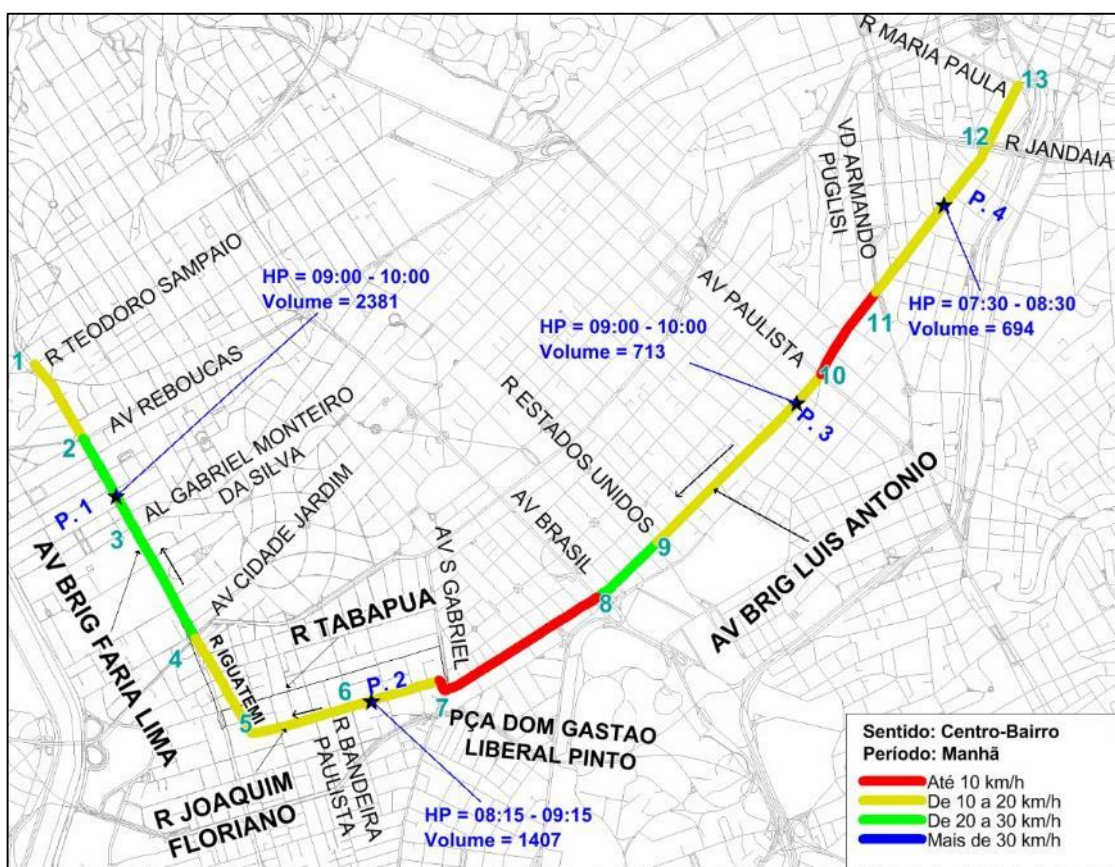 R MARIA PAULA
13
12
R JANDAIA
VD ARMANDO
PUGLISI
P. 4
HP = 09:00 - 10:00
Volume = 2381
R TEODORO SAMPAIO
1
AV PAULISTA
11
HP = 07:30 - 08:30
Volume = 694
HP = 09:00 - 10:00
Volume = 713
10
AV REBOUCAS
2
P. 3
R ESTADOS UNIDOS
AL GABRIEL MONTEIRO
DA SILVA
P. 1
3
AV BRASIL
9
AV BRIG LUIS ANTONIO
AV CIDADE JARDIM
AV S GABRIEL
8
AV BRIG FARIA LIMA
R TABAPUA
4
R IGUATEMI
5
6
P. 2
7
PÇA DOM GASTAO
LIBERAL PINTO
R BANDEIRA
PAULISTA
R JOAQUIM
FLORIANO
HP = 08:15 - 09:15
Volume = 1407
Sentido: Centro-Bairro
Período: Manhã
Até 10 km/h
De 10 a 20 km/h
De 20 a 30 km/h
Mais de 30 km/h